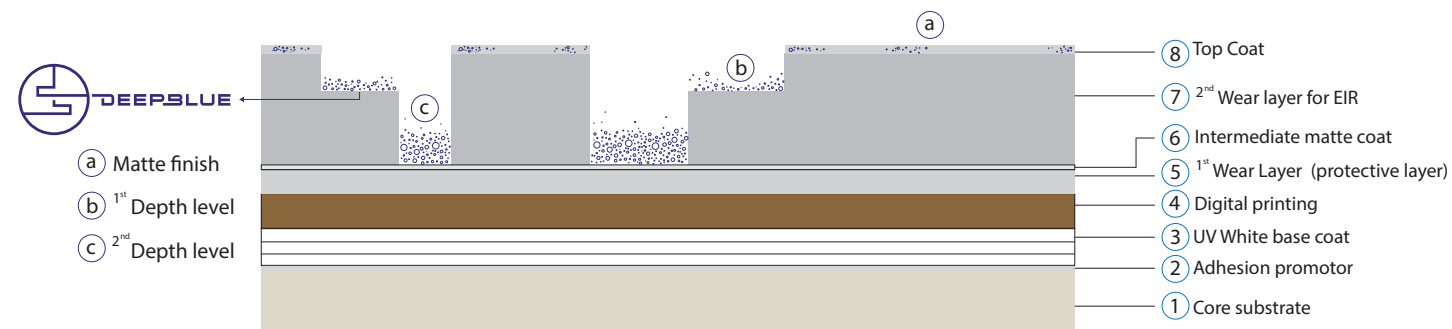 a
8 Top Coat
b
DEEPBLUE
c
7 2nd Wear layer for EIR
6 Intermediate matte coat
a Matte finish
5 1st Wear Layer (protective layer)
b 1st Depth level
4 Digital printing
c 2nd Depth level
3 UV White base coat
2 Adhesion promotor
1 Core substrate